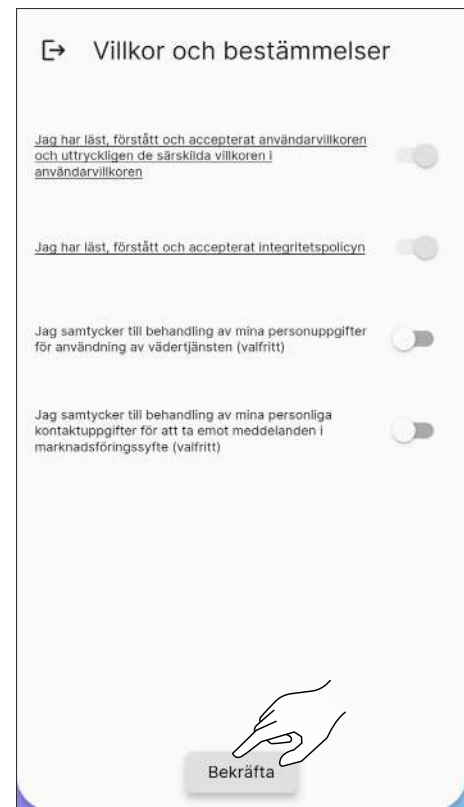 Villkor och bestämmelser
Jag har läst, förstått och accepterat användarvillkoren
och uttryckligen de särskilda villkoren i
användarvillkoren
Jag har läst, förstått och accepterat integritetspolicyn
Jag samtycker till behandling av mina personuppgifter
för användning av vädertjänsten (valfritt)
Jag samtycker till behandling av mina personliga
kontaktuppgifter för att ta emot meddelanden i
marknadsföringssyfte (valfritt)
Bekräfta